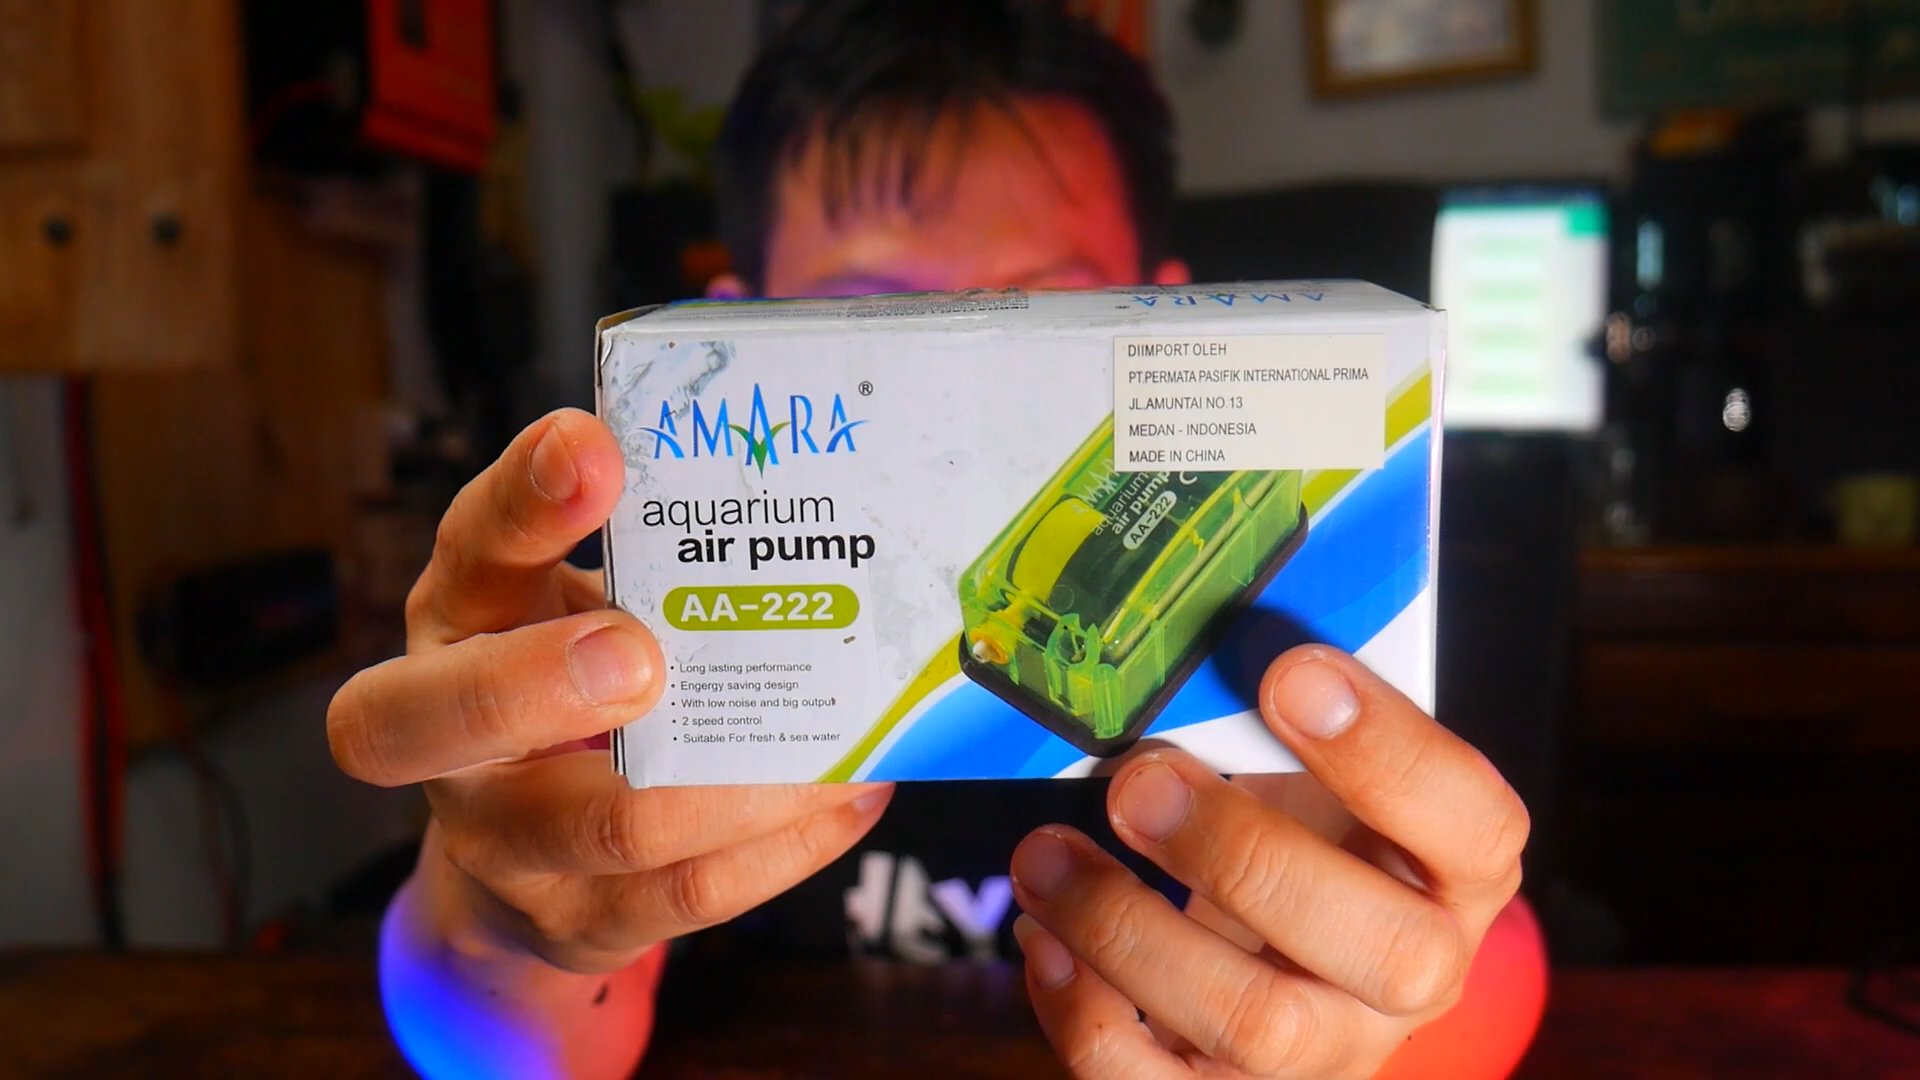 AMARA®
AMARA®
aquarium
air pump
AA-222
• Long lasting performance
• Engergy saving design
• With low noise and big output
• 2 speed control
• Suitable For fresh & sea water
DIIMPORT OLEH
PT.PERMATA PASIFIK INTERNATIONAL PRIMA
JL.AMUNTAI NO.13
MEDAN - INDONESIA
MADE IN CHINA
aquarium
air pump
AA-222